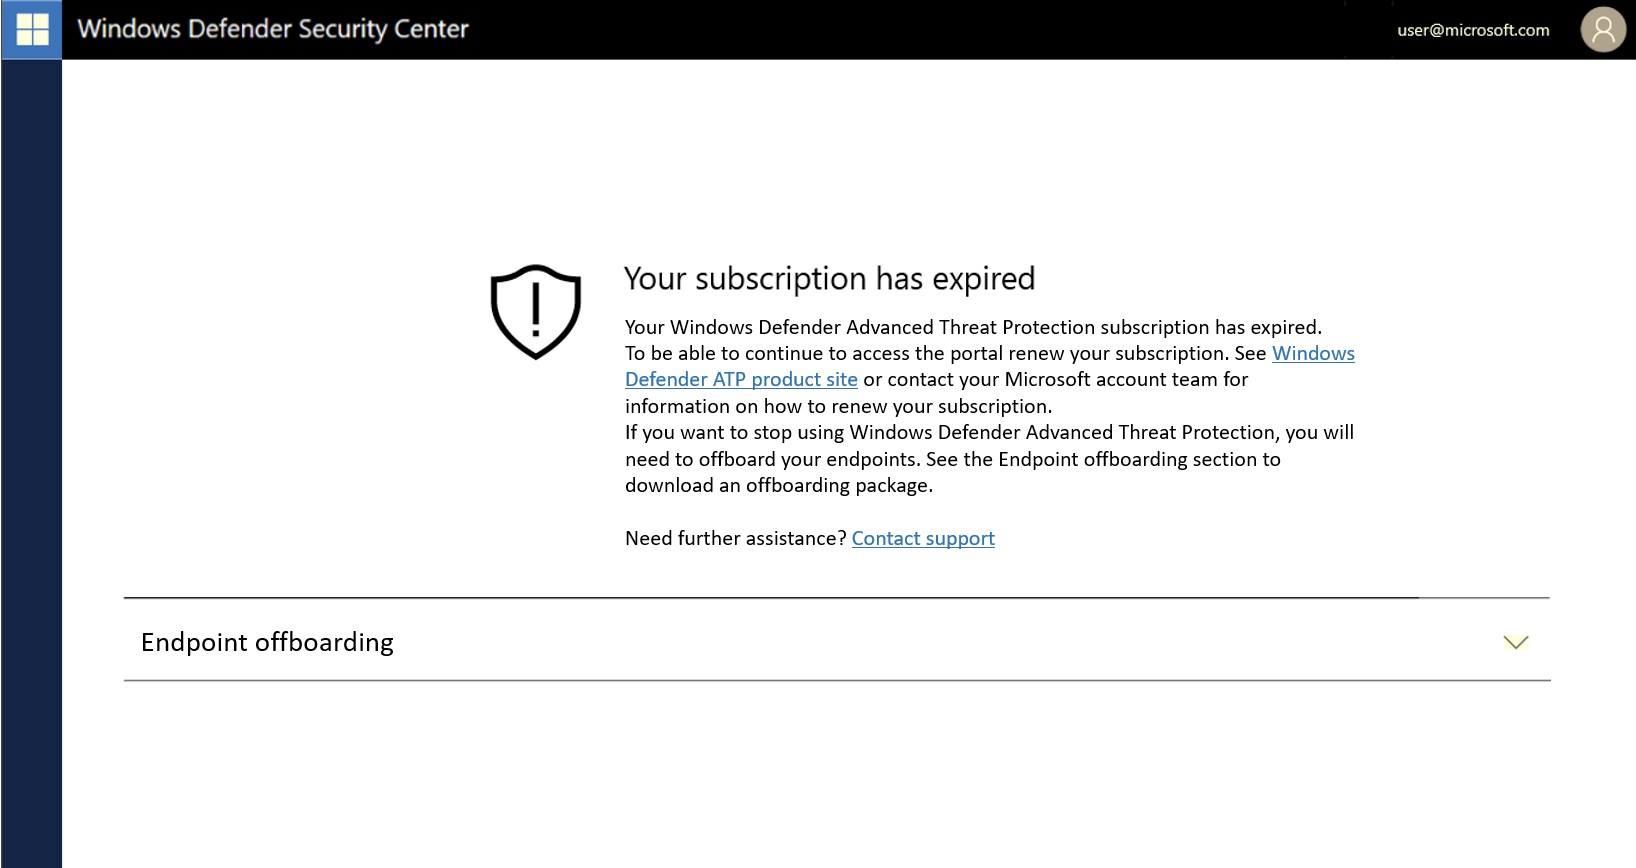 Windows Defender Security Center
user@microsoft.com
Your subscription has expired
Your Windows Defender Advanced Threat Protection subscription has expired.
To be able to continue to access the portal renew your subscription. See Windows
Defender ATP product site or contact your Microsoft account team for
information on how to renew your subscription.
If you want to stop using Windows Defender Advanced Threat Protection, you will
need to offboard your endpoints. See the Endpoint offboarding section to
download an offboarding package.
Need further assistance? Contact support
Endpoint offboarding